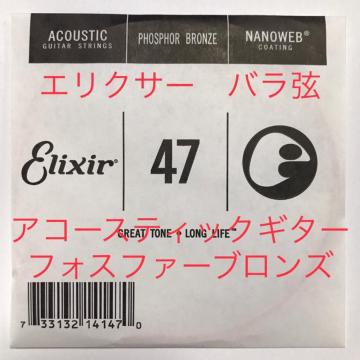 ACOUSTIC
GUITAR STRINGS
PHOSPHOR BRONZE
NANOWEB®
COATING
エリクサー　バラ弦
Elixir®
47
アコースティックギター
GREAT TONE • LONG LIFE™
フォスファーブロンズ
7 33132 14147 0